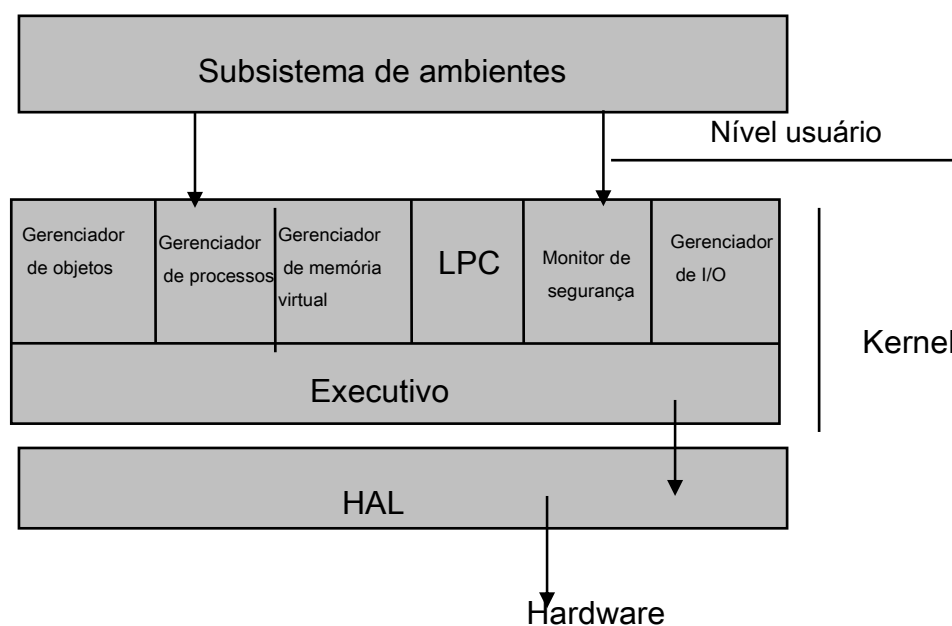 Subsistema de ambientes
Nível usuário
Gerenciador
de objetos
Gerenciador
de processos
Gerenciador
de memória
virtual
LPC
Monitor de
segurança
Gerenciador
de I/O
Kernel
Executivo
HAL
Hardware